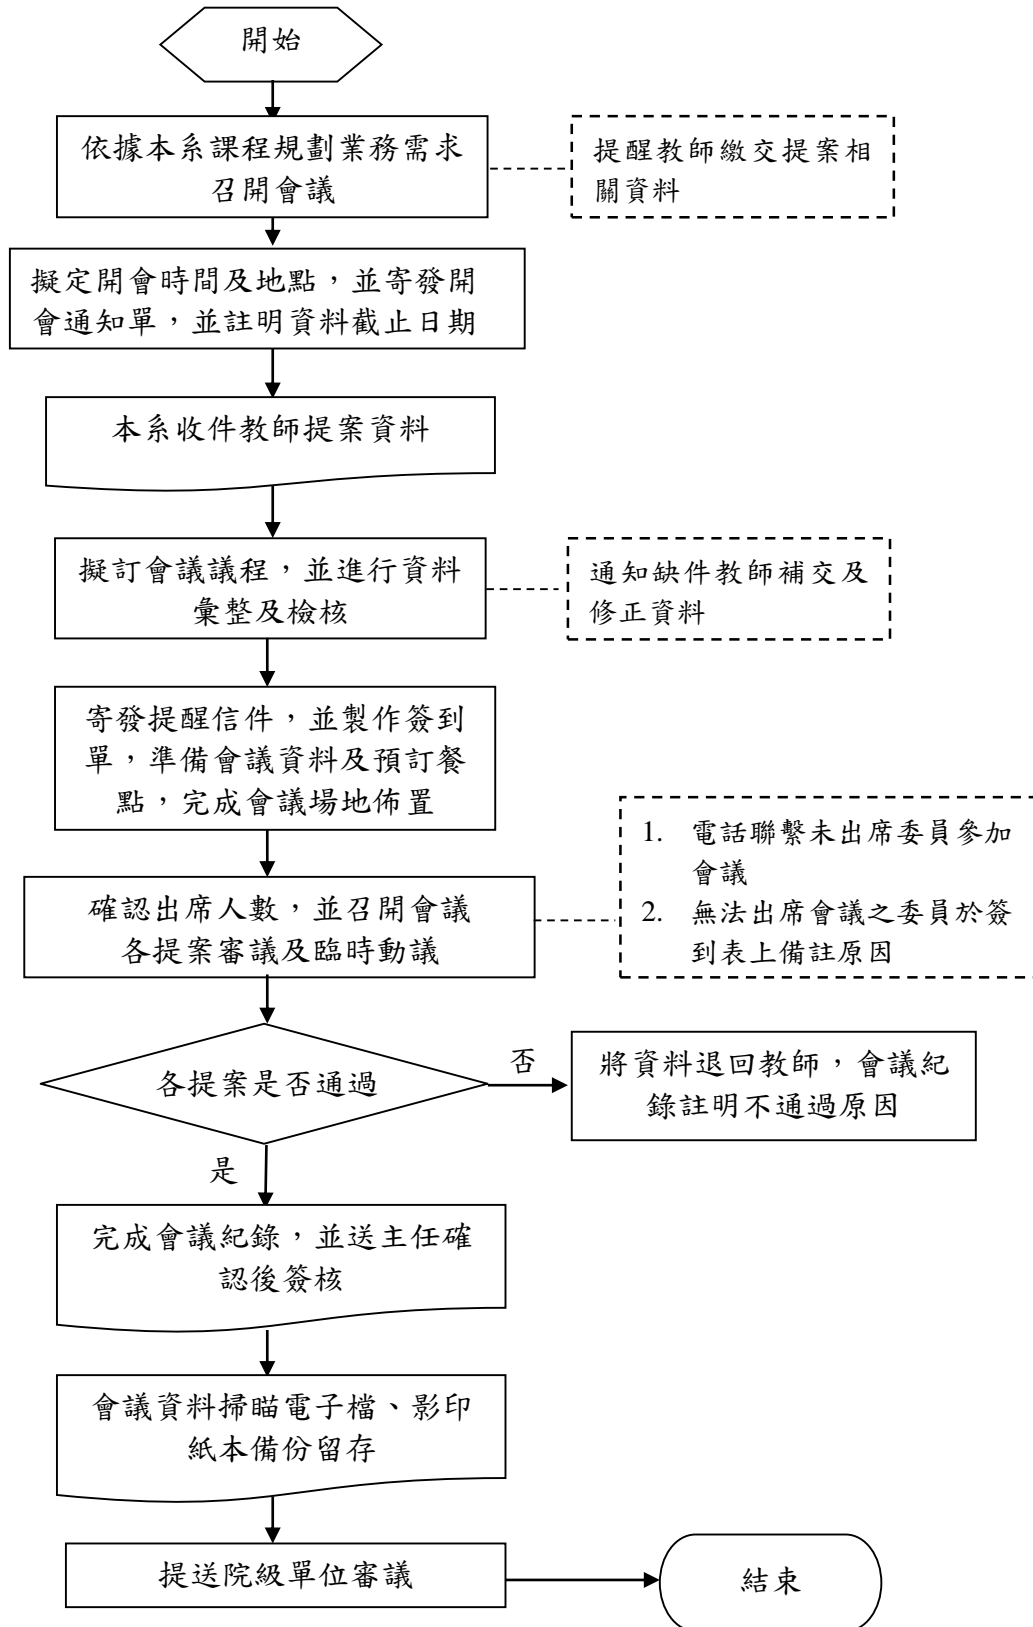 開始
依據本系課程規劃業務需求
召開會議
提醒教師繳交提案相
關資料
擬定開會時間及地點，並寄發開
會通知單，並註明資料截止日期
本系收件教師提案資料
擬訂會議議程，並進行資料
彙整及檢核
通知缺件教師補交及
修正資料
寄發提醒信件，並製作簽到
單，準備會議資料及預訂餐
點，完成會議場地佈置
1. 電話聯繫未出席委員參加
會議
2. 無法出席會議之委員於簽
到表上備註原因
確認出席人數，並召開會議
各提案審議及臨時動議
各提案是否通過
否
將資料退回教師，會議紀
錄註明不通過原因
是
完成會議紀錄，並送主任確
認後簽核
會議資料掃瞄電子檔、影印
紙本備份留存
提送院級單位審議
結束